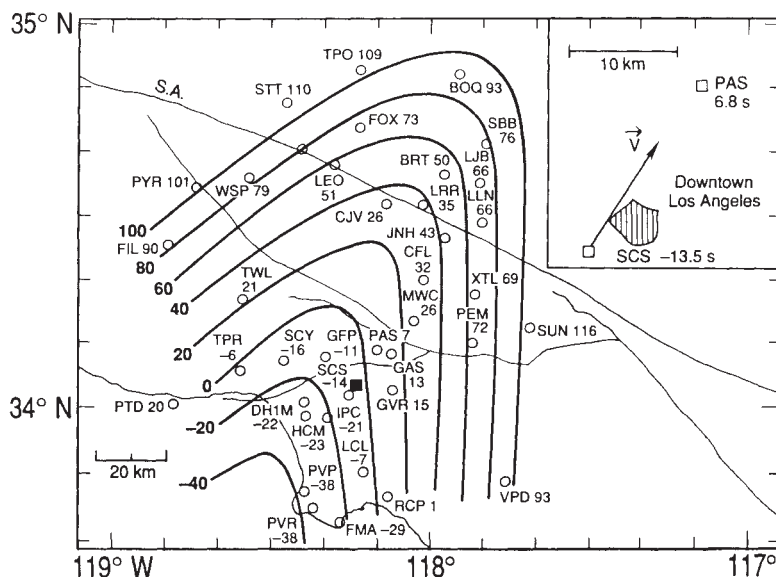 35° N
TPO 109
S.A.
STT 110
BOQ 93
FOX 73
SBB
76
BRT 50
LJB
66
PYR 101
WSP 79
LEO
51
LRR
35
LLN
66
CJV 26
100
FIL 90
80
JNH 43
60
CFL
32
TWL
21
40
XTL 69
MWC
26
20
PEM
72
SUN 116
TPR
-6
SCY
-16
GFP
-11
PAS 7
SCS
-14
GAS
13
0
34° N
PTD 20
GVR 15
-20
DH1M
-22
IPC
-21
HCM
-23
20 km
LCL
-7
-40
PVP
-38
VPD 93
RCP 1
PVR
-38
FMA -29
119° W
118°
117°
10 km
PAS
6.8 s
V
Downtown
Los Angeles
SCS -13.5 s